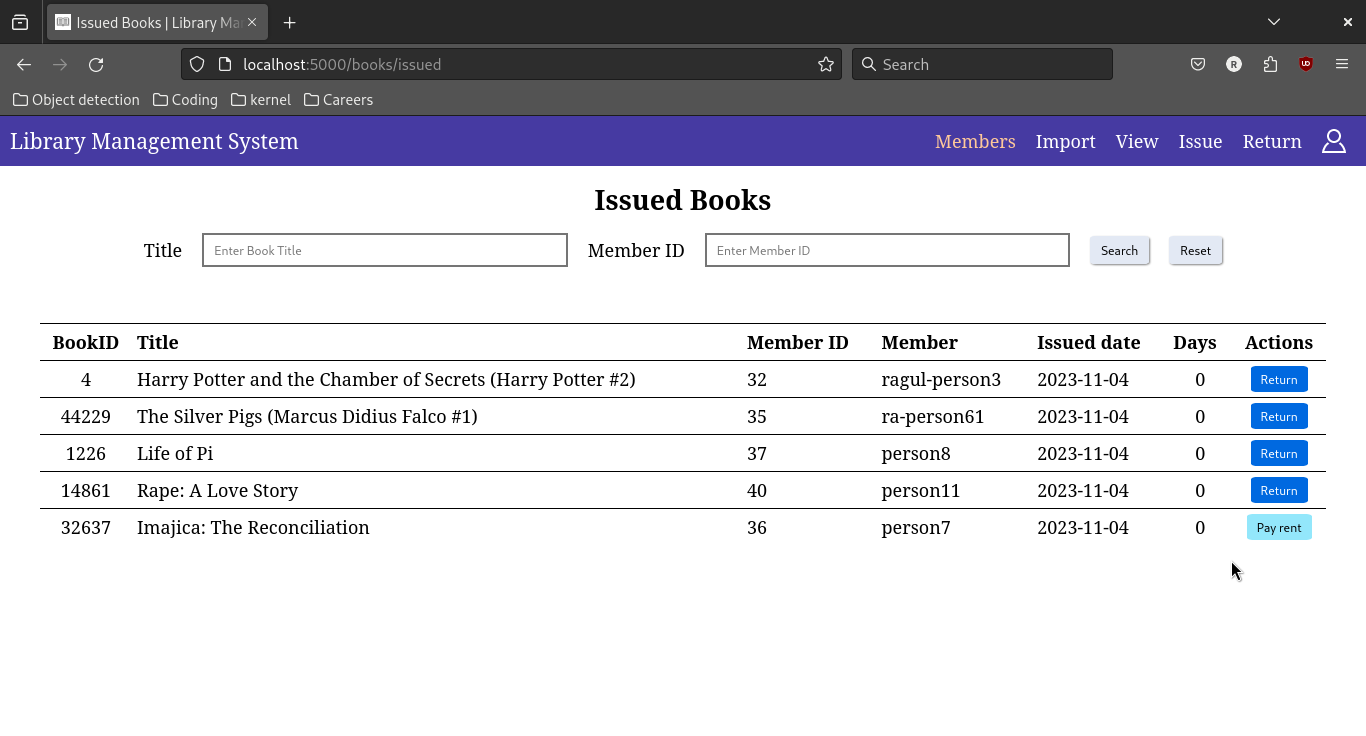 Issued Books | Library Ma
localhost:5000/books/issued
Search
R
UD
Object detection Coding kernel Careers
Library Management System Members Import View Issue Return
Issued Books
Title Enter Book Title Member ID Enter Member ID Search Reset
BookID Title Member ID Member Issued date Days Actions
4 Harry Potter and the Chamber of Secrets (Harry Potter #2) 32 ragul-person3 2023-11-04 0 Return
44229 The Silver Pigs (Marcus Didius Falco #1) 35 ra-person61 2023-11-04 0 Return
1226 Life of Pi 37 person8 2023-11-04 0 Return
14861 Rape: A Love Story 40 person11 2023-11-04 0 Return
32637 Imajica: The Reconciliation 36 person7 2023-11-04 0 Pay rent